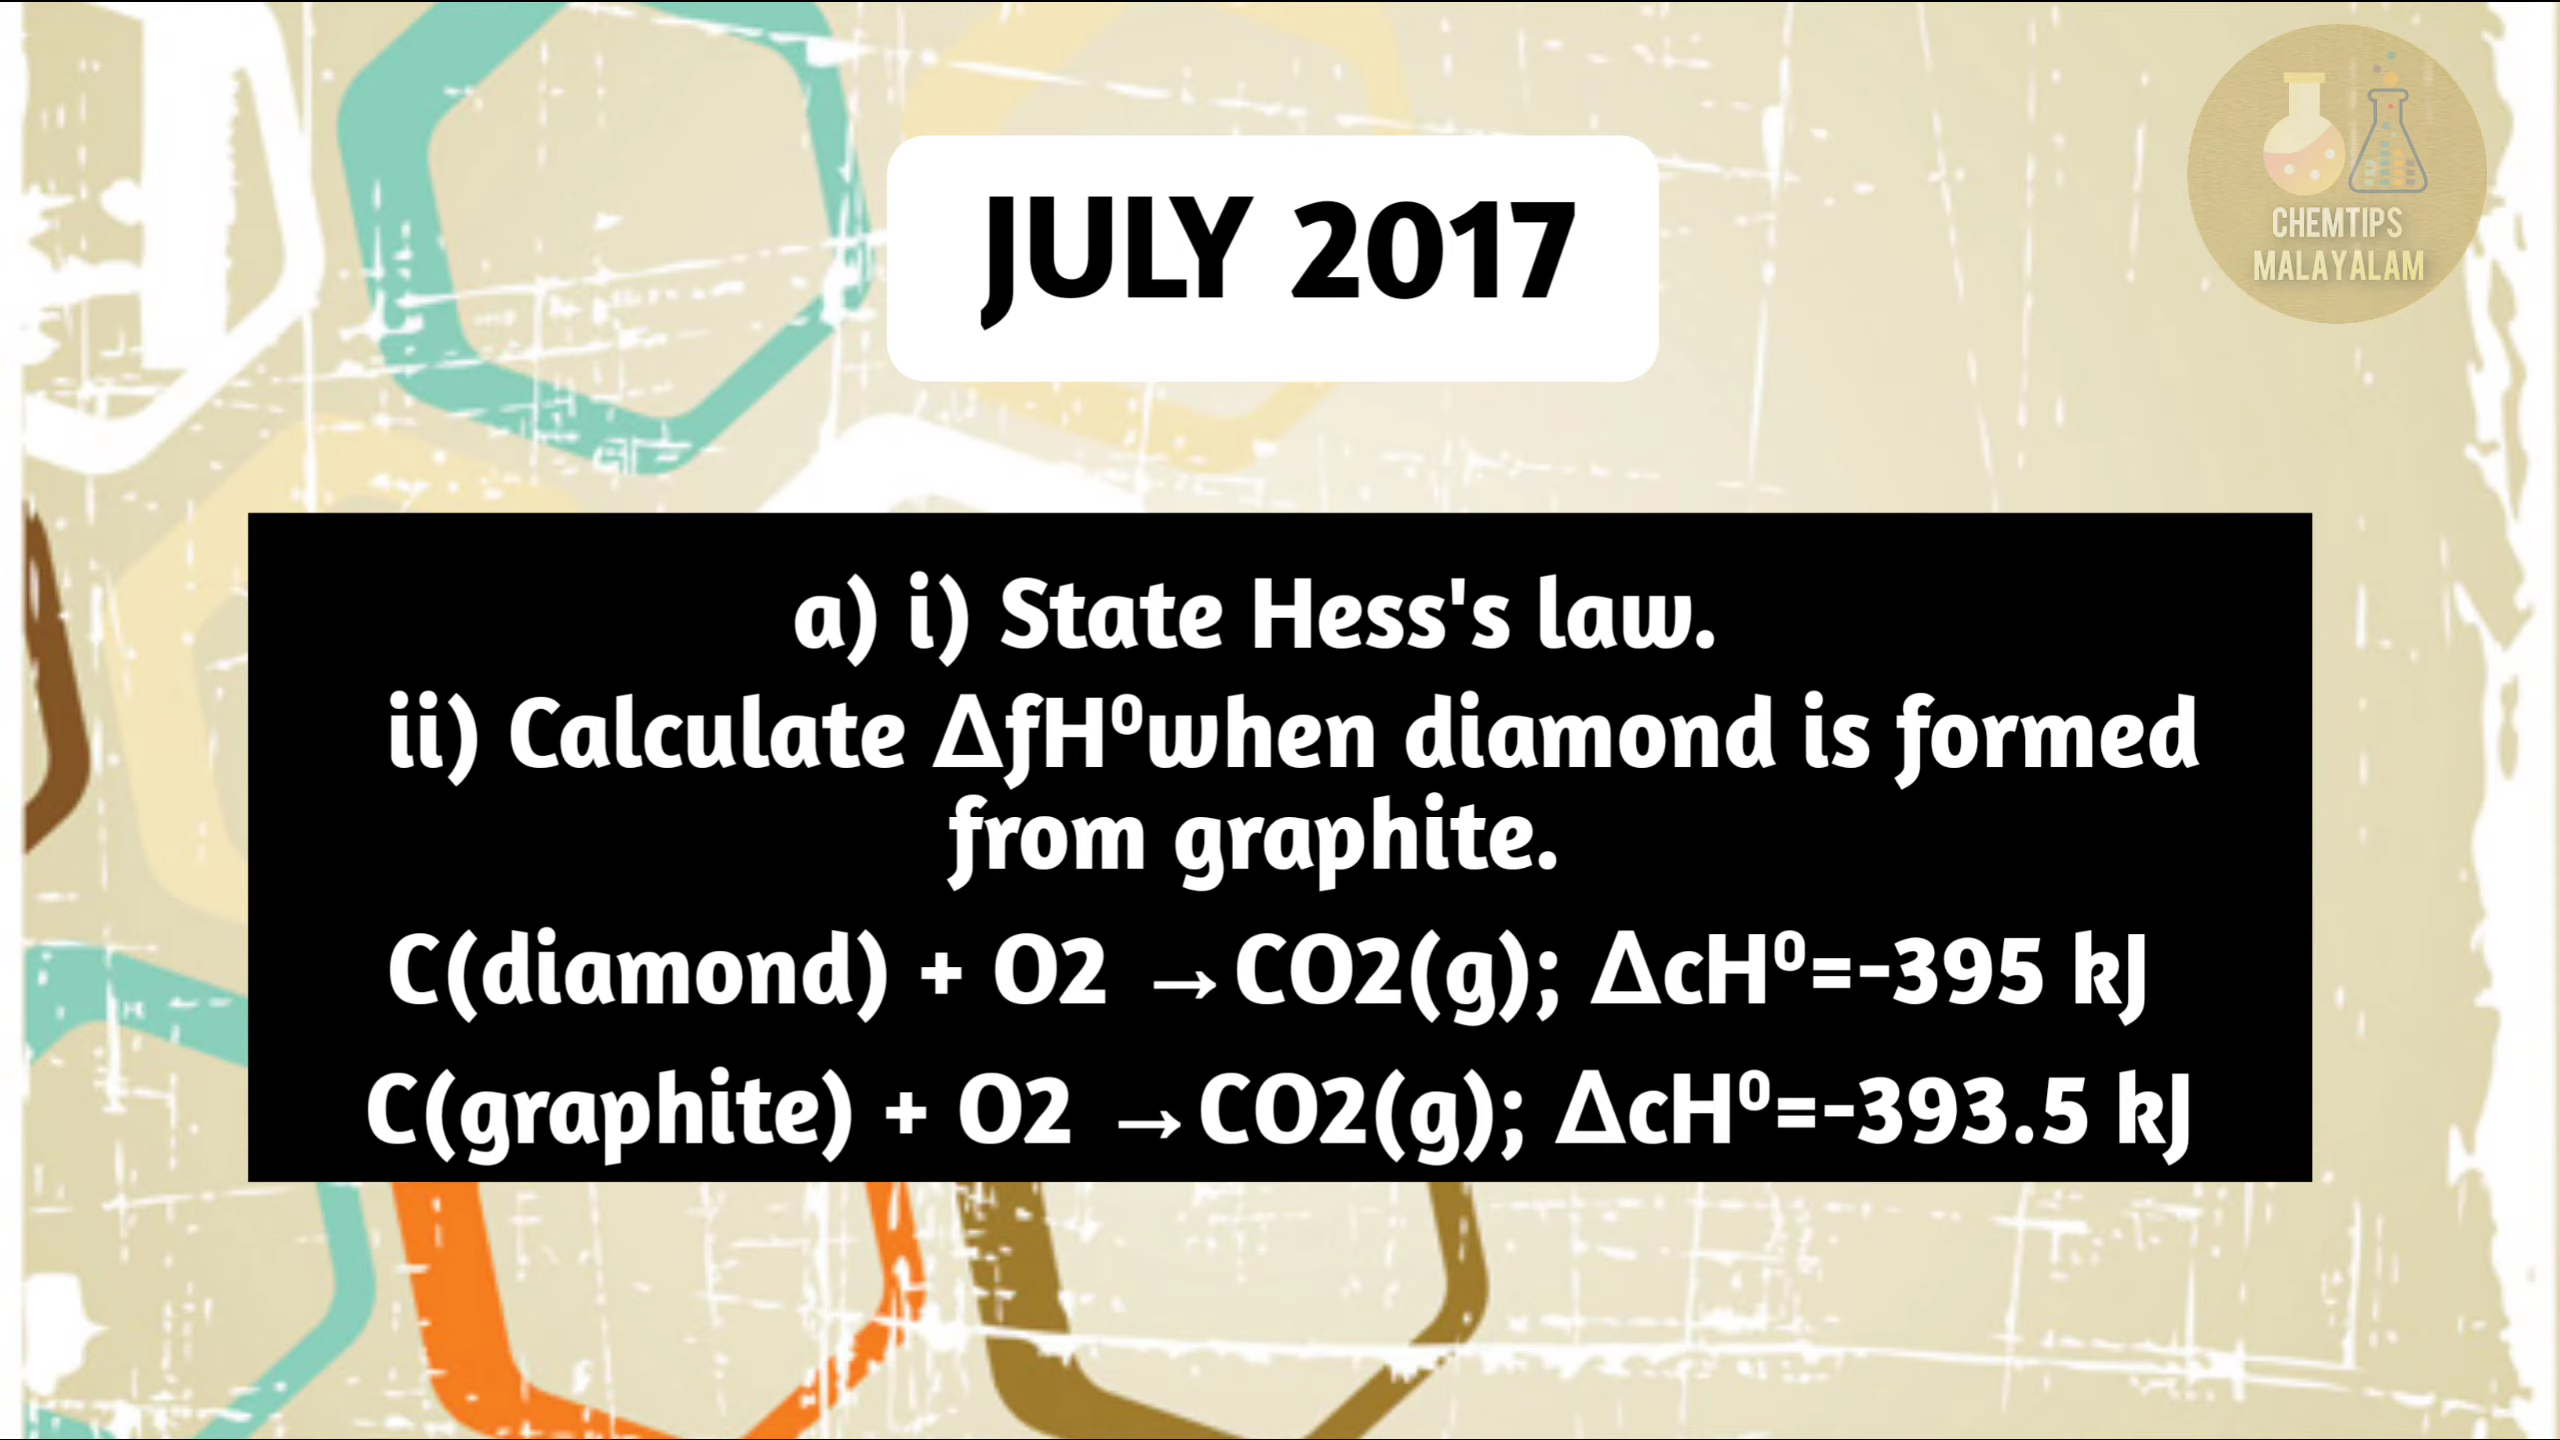 CHEMTIPS
MALAYALAM
JULY 2017
a) i) State Hess's law.
ii) Calculate ΔfH⁰when diamond is formed
from graphite.
C(diamond) + O2 →CO2(g); ΔcH⁰=-395 kJ
C(graphite) + O2 →CO2(g); ΔcH⁰=-393.5 kJ